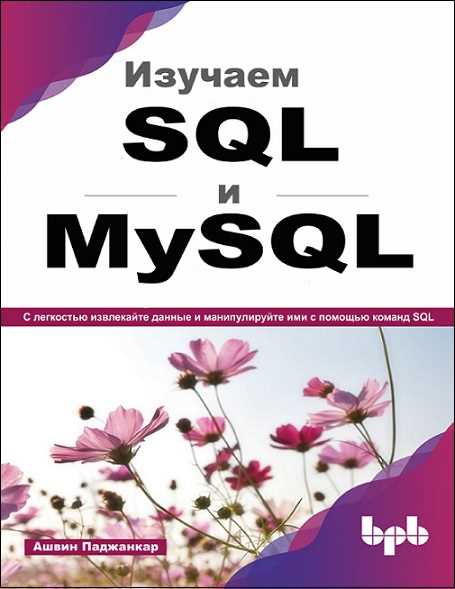 Изучаем
SQL
и
MySQL
С легкостью извлекайте данные и манипулируйте ими с помощью команд SQL
bpb
Ашвин Паджанкар